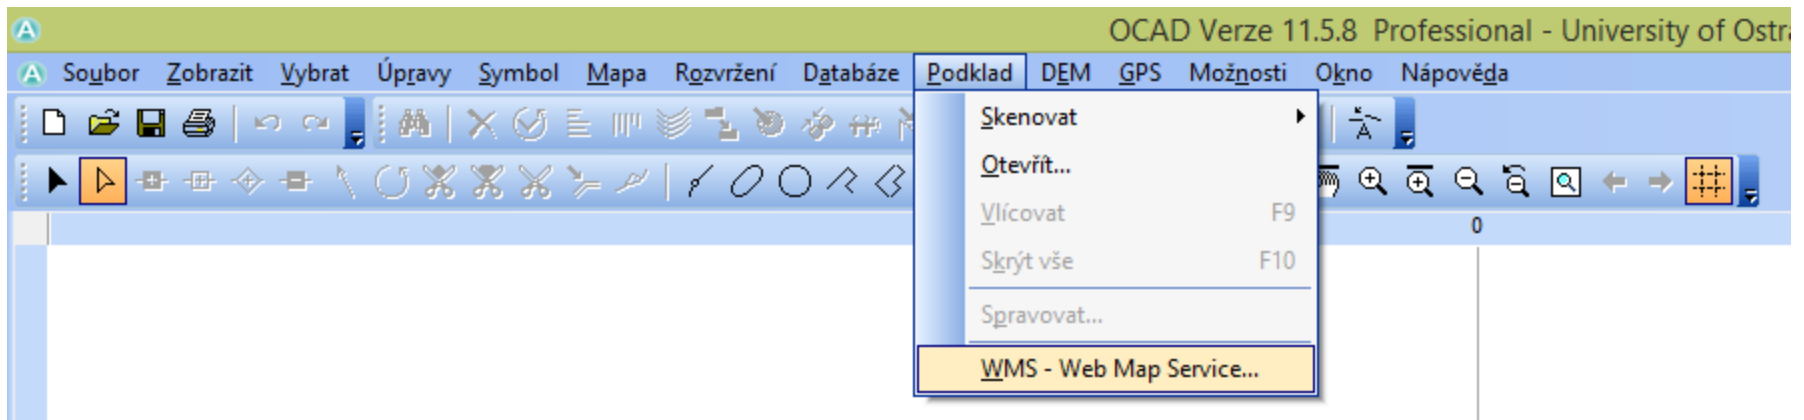 OCAD Verze 11.5.8 Professional - University of Ostr
Soubor Zobrazit Vybrat Úpravy Symbol Mapa Rozvržení Databáze Podklad DEM GPS Možnosti Okno Nápověda
Skenovat
Otevřít...
Vlícovat F9
Skrýt vše F10
0
Spravovat...
WMS - Web Map Service...